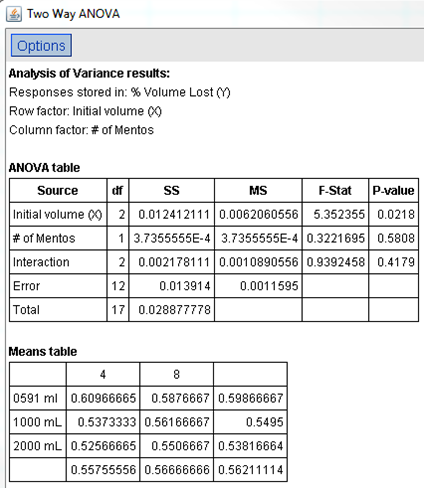 Two Way ANOVA
Options
Analysis of Variance results:
Responses stored in: % Volume Lost (Y)
Row factor: Initial volume (X)
Column factor: # of Mentos
ANOVA table
Source df SS MS F-Stat P-value
Initial volume (X) 2 0.012412111 0.0062060556 5.352355 0.0218
# of Mentos 1 3.7355555E-4 3.7355555E-4 0.3221695 0.5808
Interaction 2 0.002178111 0.0010890556 0.9392458 0.4179
Error 12 0.013914 0.0011595
Total 17 0.028877778
Means table
4 8
0591 ml 0.60966665 0.5876667 0.59866667
1000 mL 0.5373333 0.56166667 0.5495
2000 mL 0.52566665 0.5506667 0.53816664
0.55755556 0.56666666 0.56211114